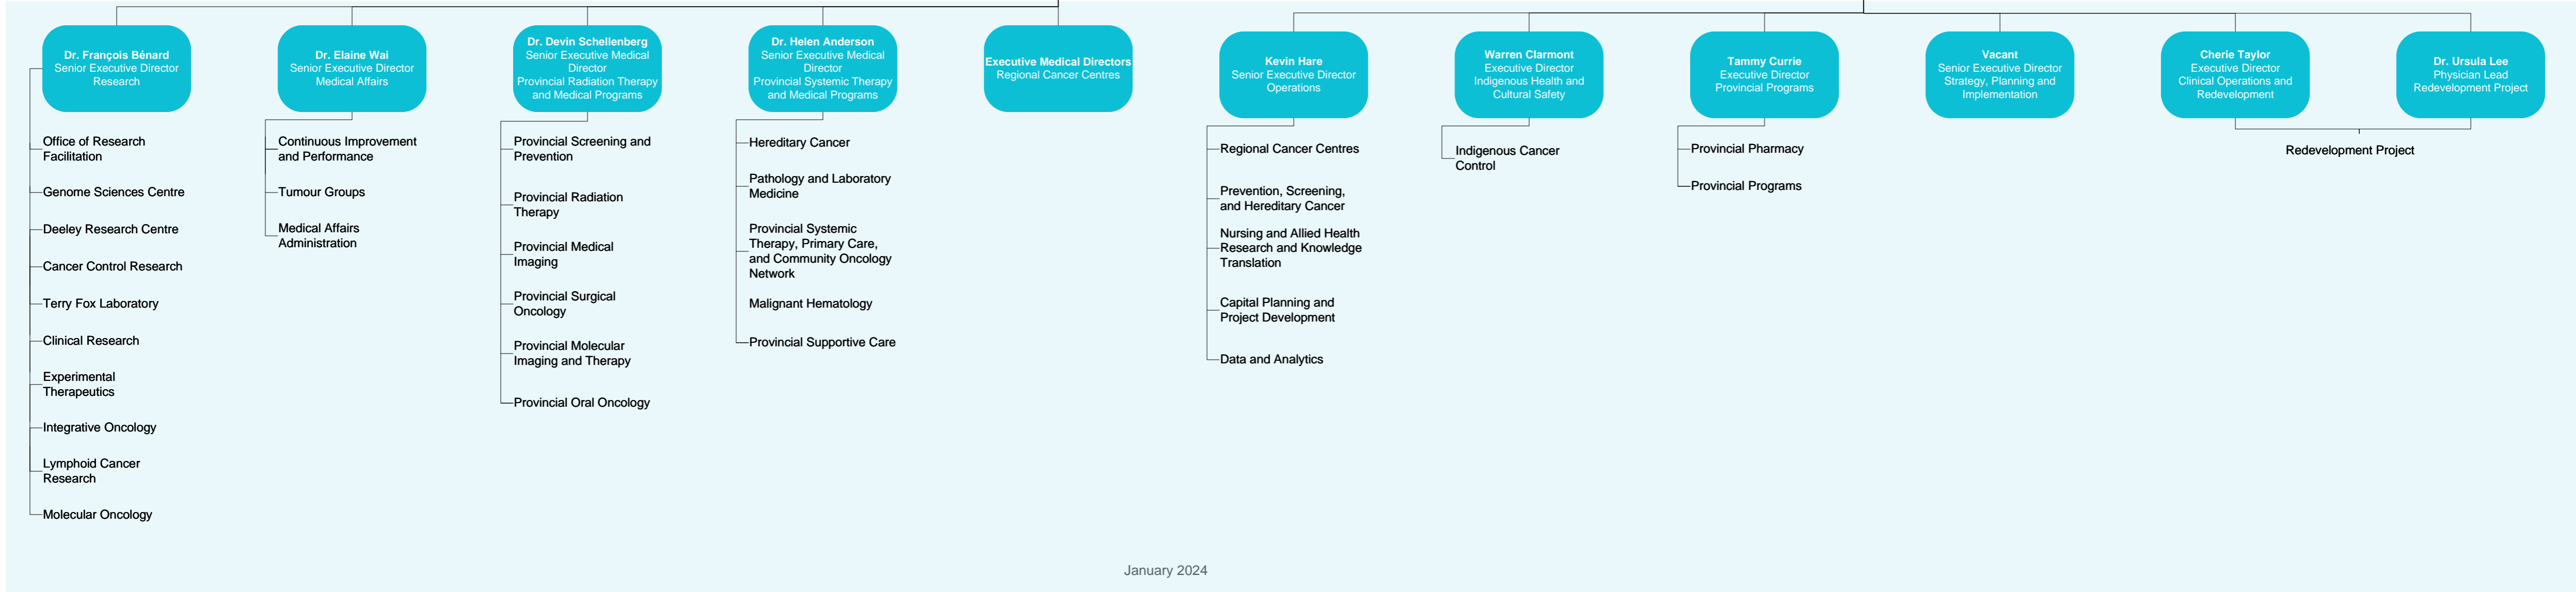 Dr. François Bénard
Senior Executive Director
Research
Office of Research
Facilitation
Genome Sciences Centre
Deeley Research Centre
Cancer Control Research
Terry Fox Laboratory
Clinical Research
Experimental
Therapeutics
Integrative Oncology
Lymphoid Cancer
Research
Molecular Oncology
Dr. Elaine Wai
Senior Executive Director
Medical Affairs
Continuous Improvement
and Performance
Tumour Groups
Medical Affairs
Administration
Dr. Devin Schellenberg
Senior Executive Medical
Director
Provincial Radiation Therapy
and Medical Programs
Provincial Screening and
Prevention
Provincial Radiation
Therapy
Provincial Medical
Imaging
Provincial Surgical
Oncology
Provincial Molecular
Imaging and Therapy
Provincial Oral Oncology
Dr. Helen Anderson
Senior Executive Medical
Director
Provincial Systemic Therapy
and Medical Programs
Hereditary Cancer
Pathology and Laboratory
Medicine
Provincial Systemic
Therapy, Primary Care,
and Community Oncology
Network
Malignant Hematology
Provincial Supportive Care
Executive Medical Directors
Regional Cancer Centres
Kevin Hare
Senior Executive Director
Operations
Regional Cancer Centres
Prevention, Screening,
and Hereditary Cancer
Nursing and Allied Health
Research and Knowledge
Translation
Capital Planning and
Project Development
Data and Analytics
Warren Clarmont
Executive Director
Indigenous Health and
Cultural Safety
Indigenous Cancer
Control
Tammy Currie
Executive Director
Provincial Programs
Provincial Pharmacy
Provincial Programs
Vacant
Senior Executive Director
Strategy, Planning and
Implementation
Cherie Taylor
Executive Director
Clinical Operations and
Redevelopment
Dr. Ursula Lee
Physician Lead
Redevelopment Project
Redevelopment Project
January 2024